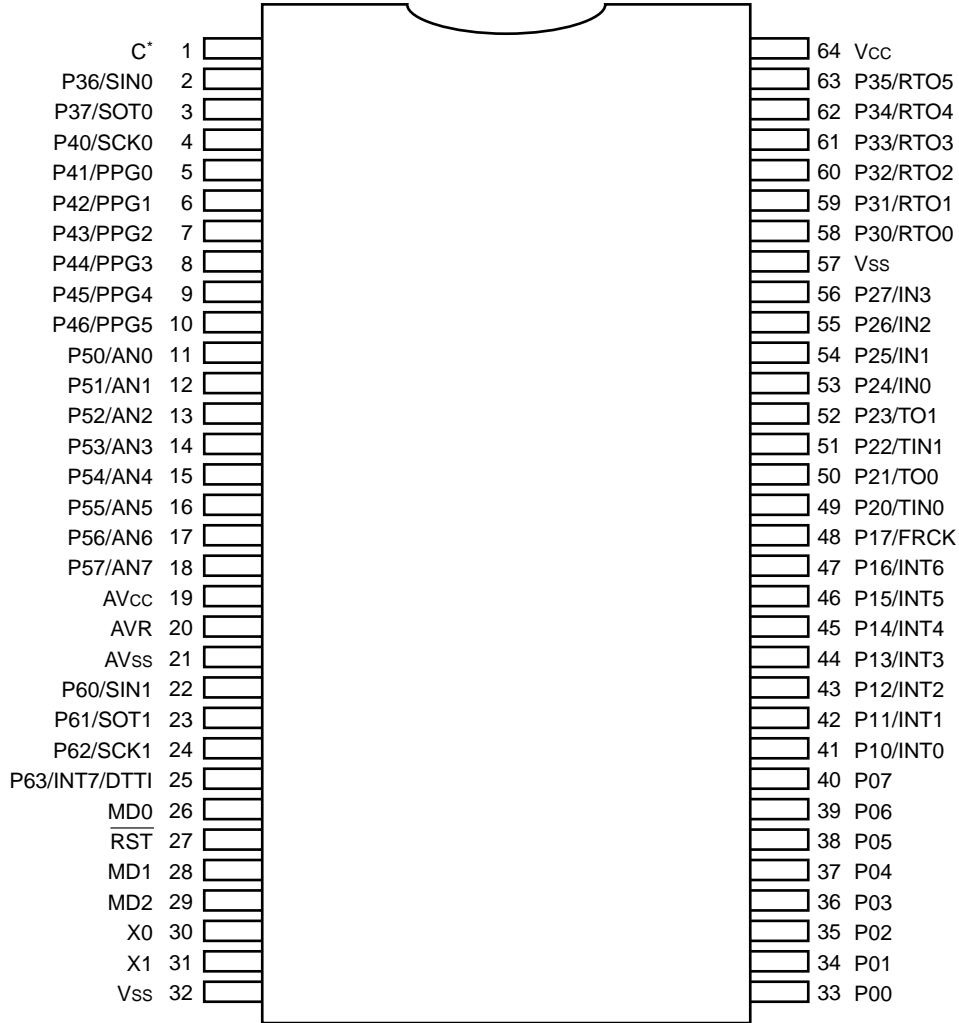 C* 1
P36/SIN0 2
P37/SOT0 3
P40/SCK0 4
P41/PPG0 5
P42/PPG1 6
P43/PPG2 7
P44/PPG3 8
P45/PPG4 9
P46/PPG5 10
P50/AN0 11
P51/AN1 12
P52/AN2 13
P53/AN3 14
P54/AN4 15
P55/AN5 16
P56/AN6 17
P57/AN7 18
AVcc 19
AVR 20
AVss 21
P60/SIN1 22
P61/SOT1 23
P62/SCK1 24
P63/INT7/DTTI 25
MD0 26
R̅S̅T̅ 27
MD1 28
MD2 29
X0 30
X1 31
Vss 32
64 Vcc
63 P35/RTO5
62 P34/RTO4
61 P33/RTO3
60 P32/RTO2
59 P31/RTO1
58 P30/RTO0
57 Vss
56 P27/IN3
55 P26/IN2
54 P25/IN1
53 P24/IN0
52 P23/TO1
51 P22/TIN1
50 P21/TO0
49 P20/TIN0
48 P17/FRCK
47 P16/INT6
46 P15/INT5
45 P14/INT4
44 P13/INT3
43 P12/INT2
42 P11/INT1
41 P10/INT0
40 P07
39 P06
38 P05
37 P04
36 P03
35 P02
34 P01
33 P00